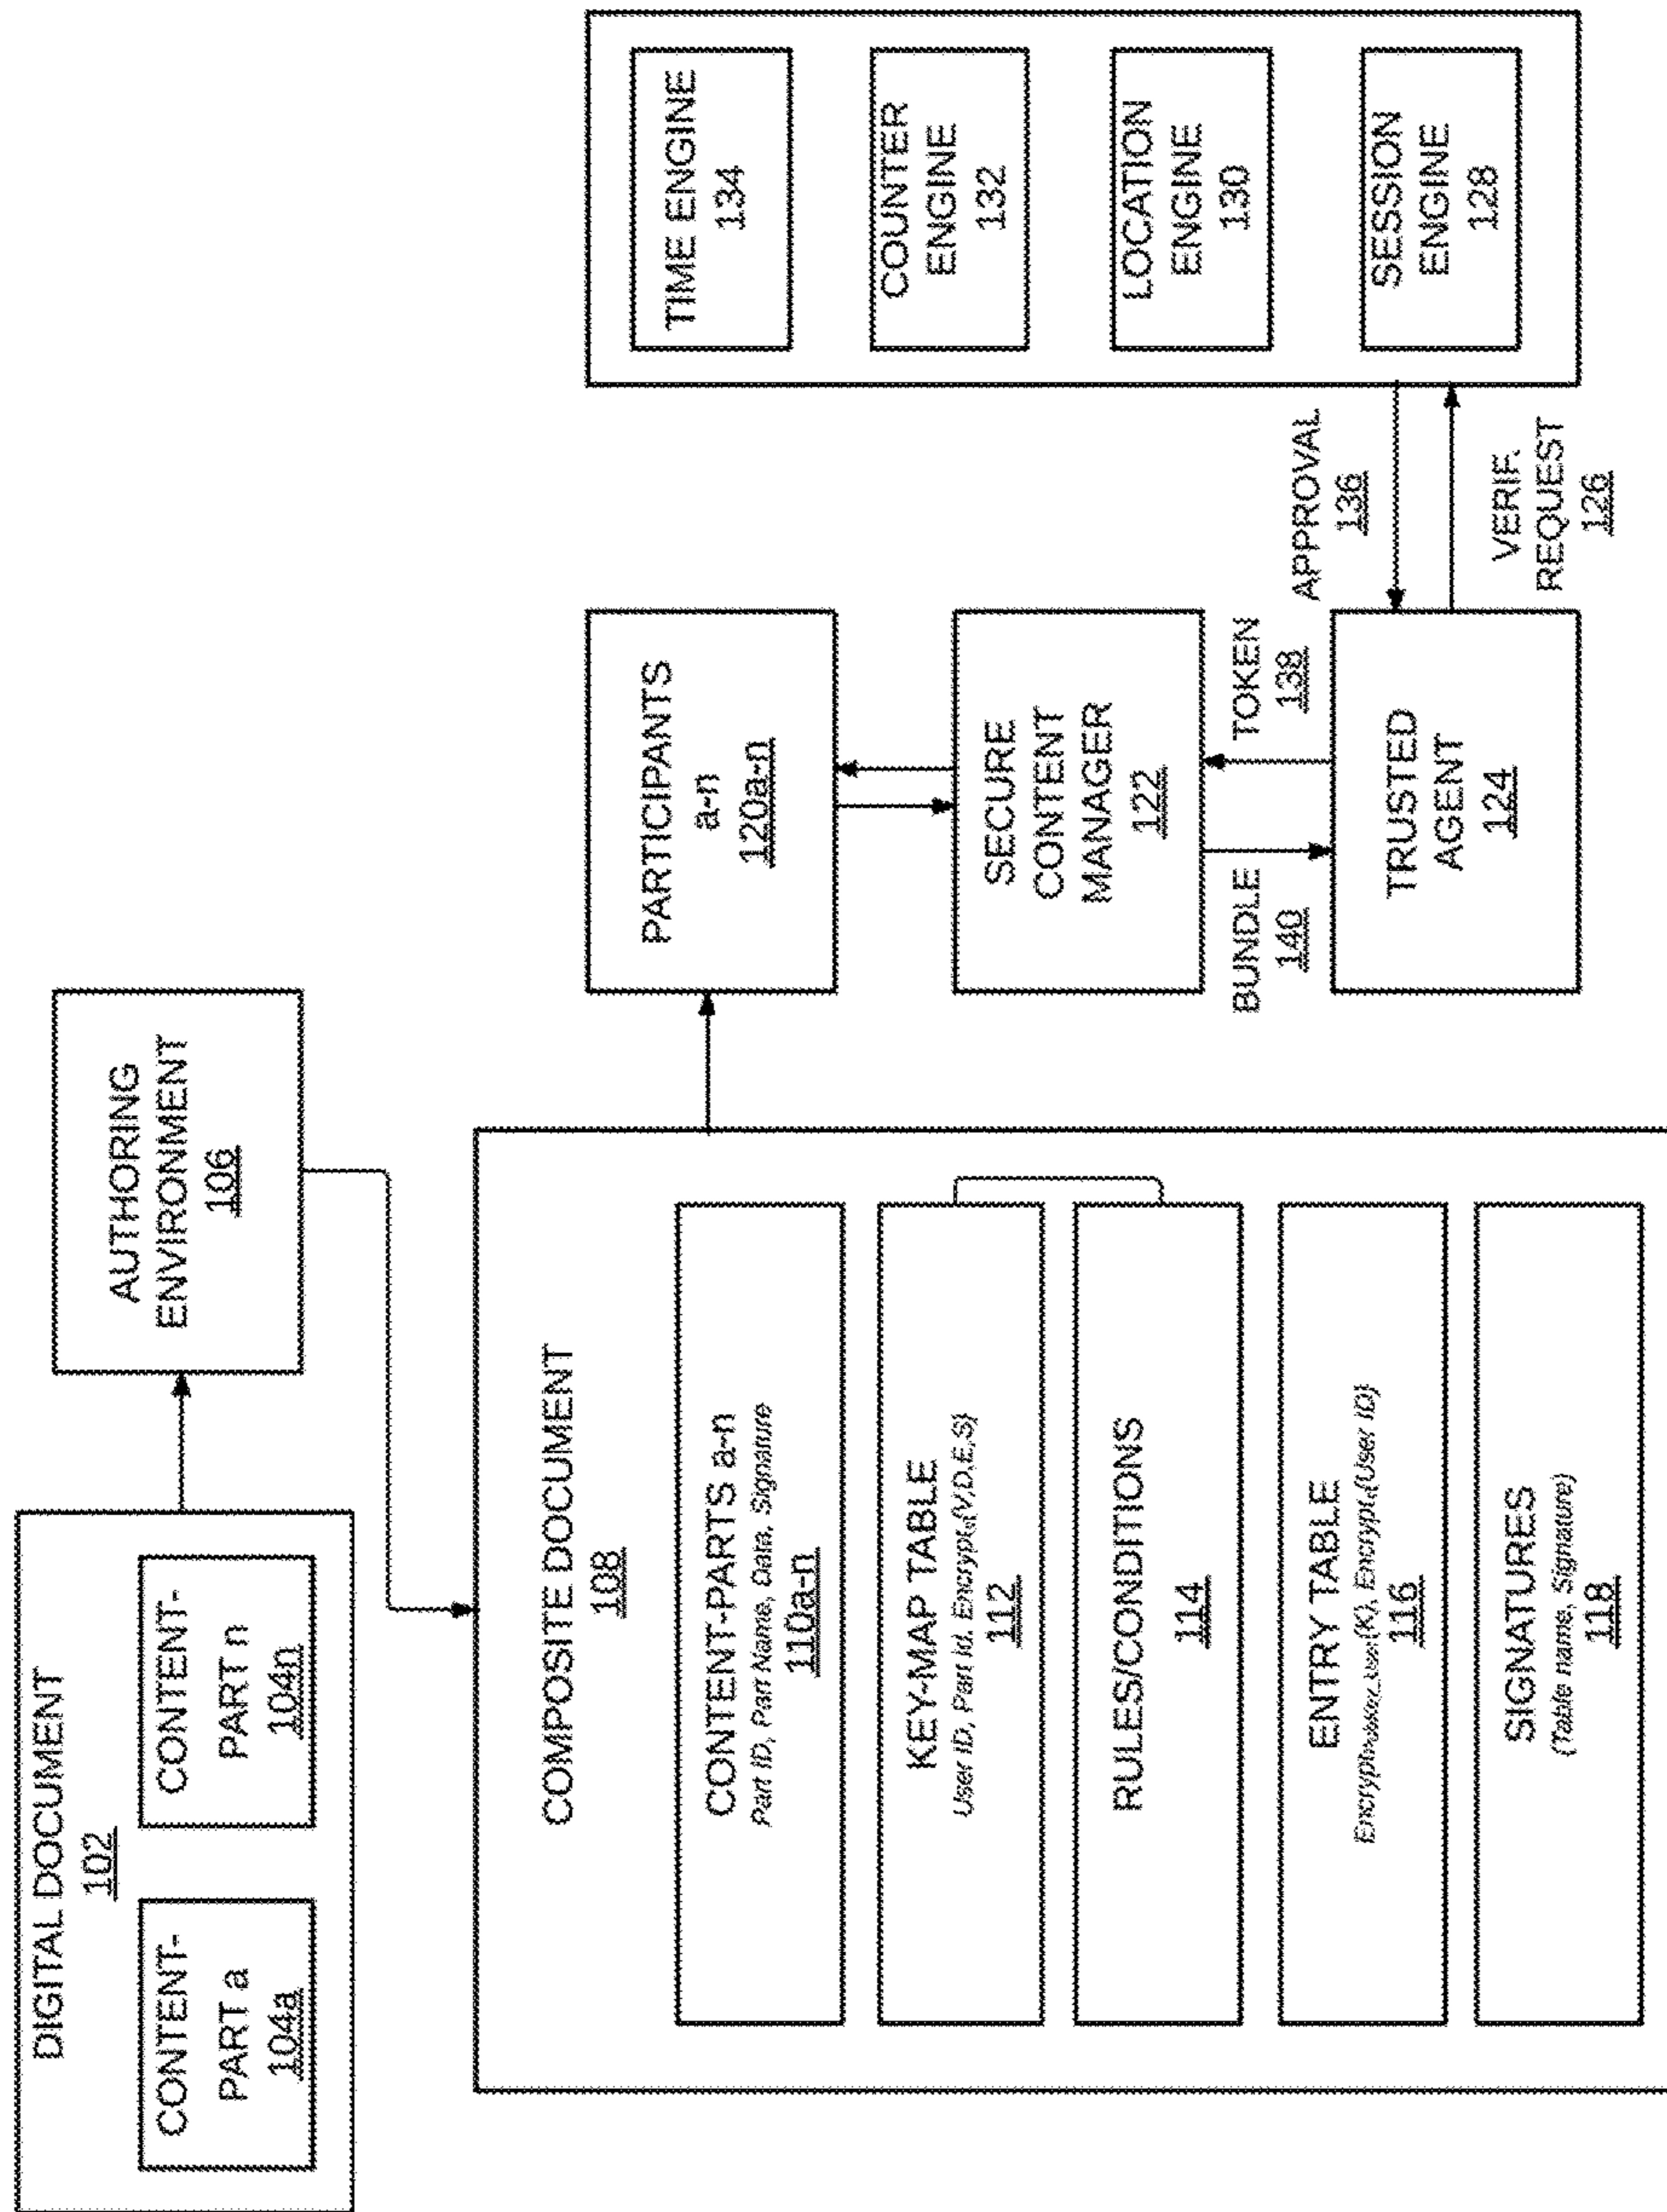 DIGITAL DOCUMENT
102
CONTENT-
PART a
104a
CONTENT-
PART n
104n
AUTHORING
ENVIRONMENT
106
COMPOSITE DOCUMENT
108
CONTENT-PARTS a-n
Part ID, Part Name, Data, Signature
110a-n
KEY-MAP TABLE
User ID, Part Id, Encrypt (V,D,E,S)
112
RULES/CONDITIONS
114
ENTRY TABLE
(K), (User ID)
116
SIGNATURES
(Table name, Signature)
118
PARTICIPANTS
a-n
120a-n
SECURE
CONTENT
MANAGER
122
BUNDLE
140
TOKEN
138
TRUSTED
AGENT
124
APPROVAL
136
VERIF.
REQUEST
126
TIME ENGINE
134
COUNTER
ENGINE
132
LOCATION
ENGINE
130
SESSION
ENGINE
128